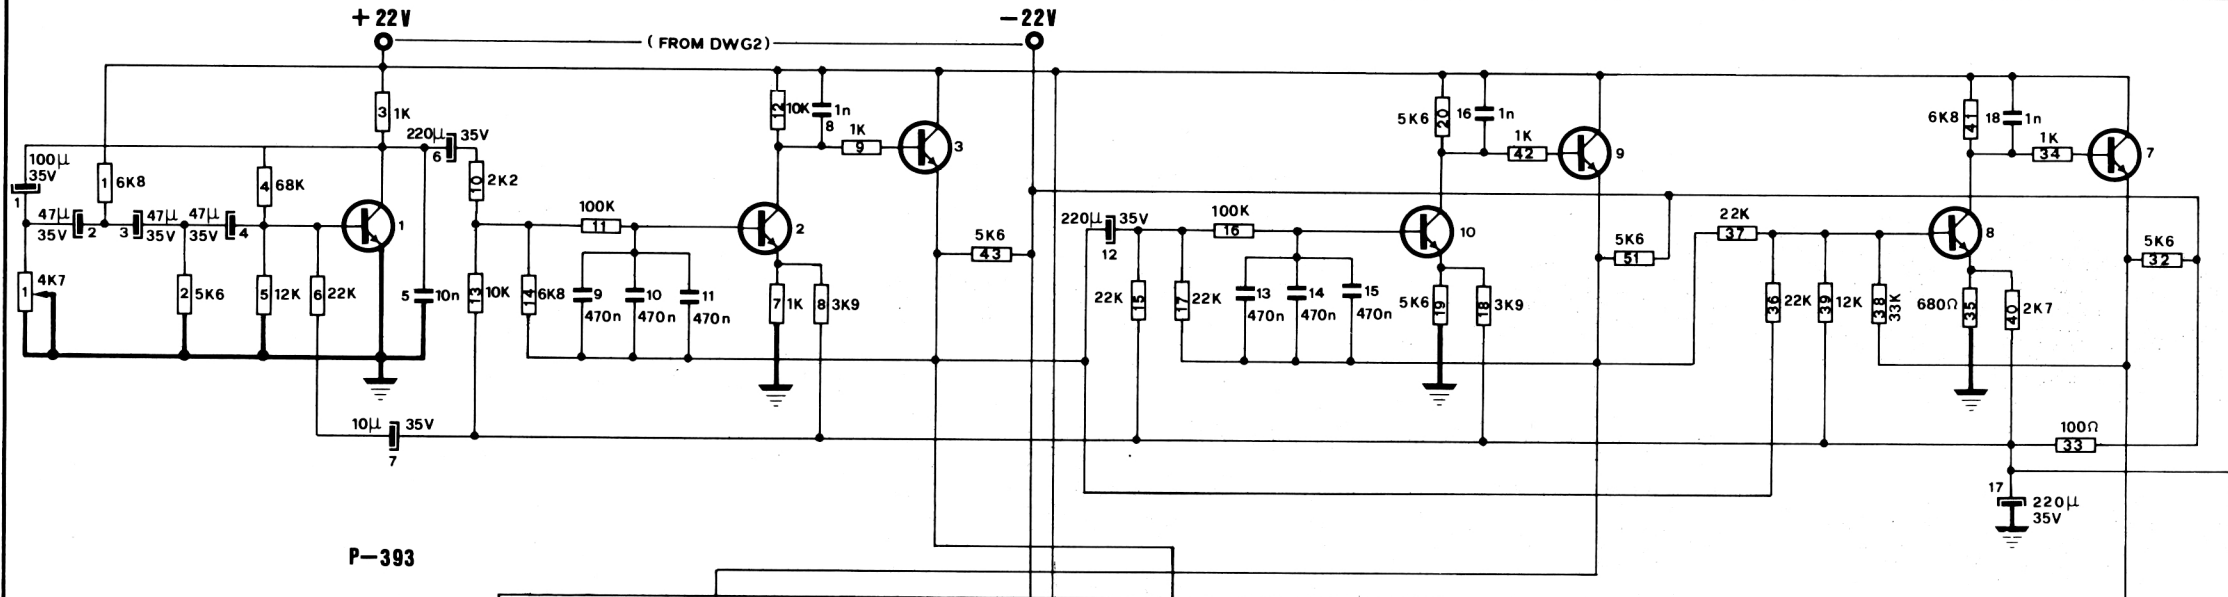 +22V
(FROM DWG2)
-22V
3 1K
220µ 35V
6
100µ
35V
1
1 6K8
4 68K
10 2K2
47µ
35V
2
3
47µ
35V
47µ
35V
4
1
100K
11
12 10K
1n
8
1K
9
3
2
5K6
43
1 4K7
2 5K6
5 12K
6 22K
5 10n
13 10K
14 6K8
9
470n
10
470n
11
470n
7 1K
8 3K9
10µ 35V
7
220µ 35V
12
100K
16
5K6 20
16 1n
1K
42
9
10
22K 15
17 22K
13
470n
14
470n
15
470n
5K6 19
18 3K9
5K6
51
22K
37
6K8 41
18 1n
1K
34
7
8
5K6
32
36 22K
39 12K
38 33K
680Ω 35
40 2K7
100Ω
33
17
220µ
35V
P-393